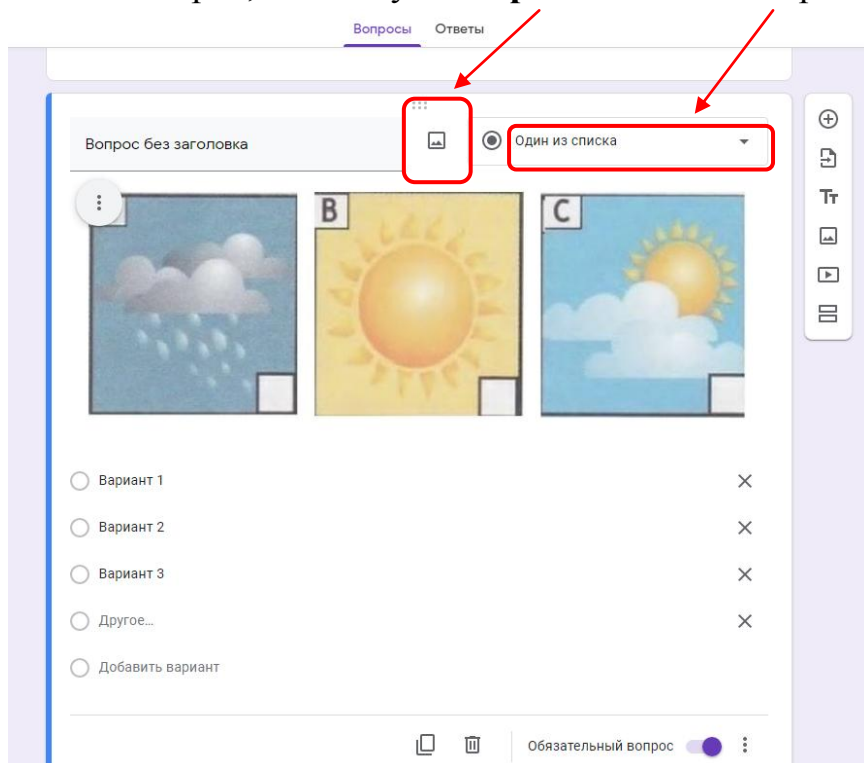 Вопросы Ответы
Вопрос без заголовка Один из списка
B C
Вариант 1
Вариант 2
Вариант 3
Другое...
Добавить вариант
Обязательный вопрос